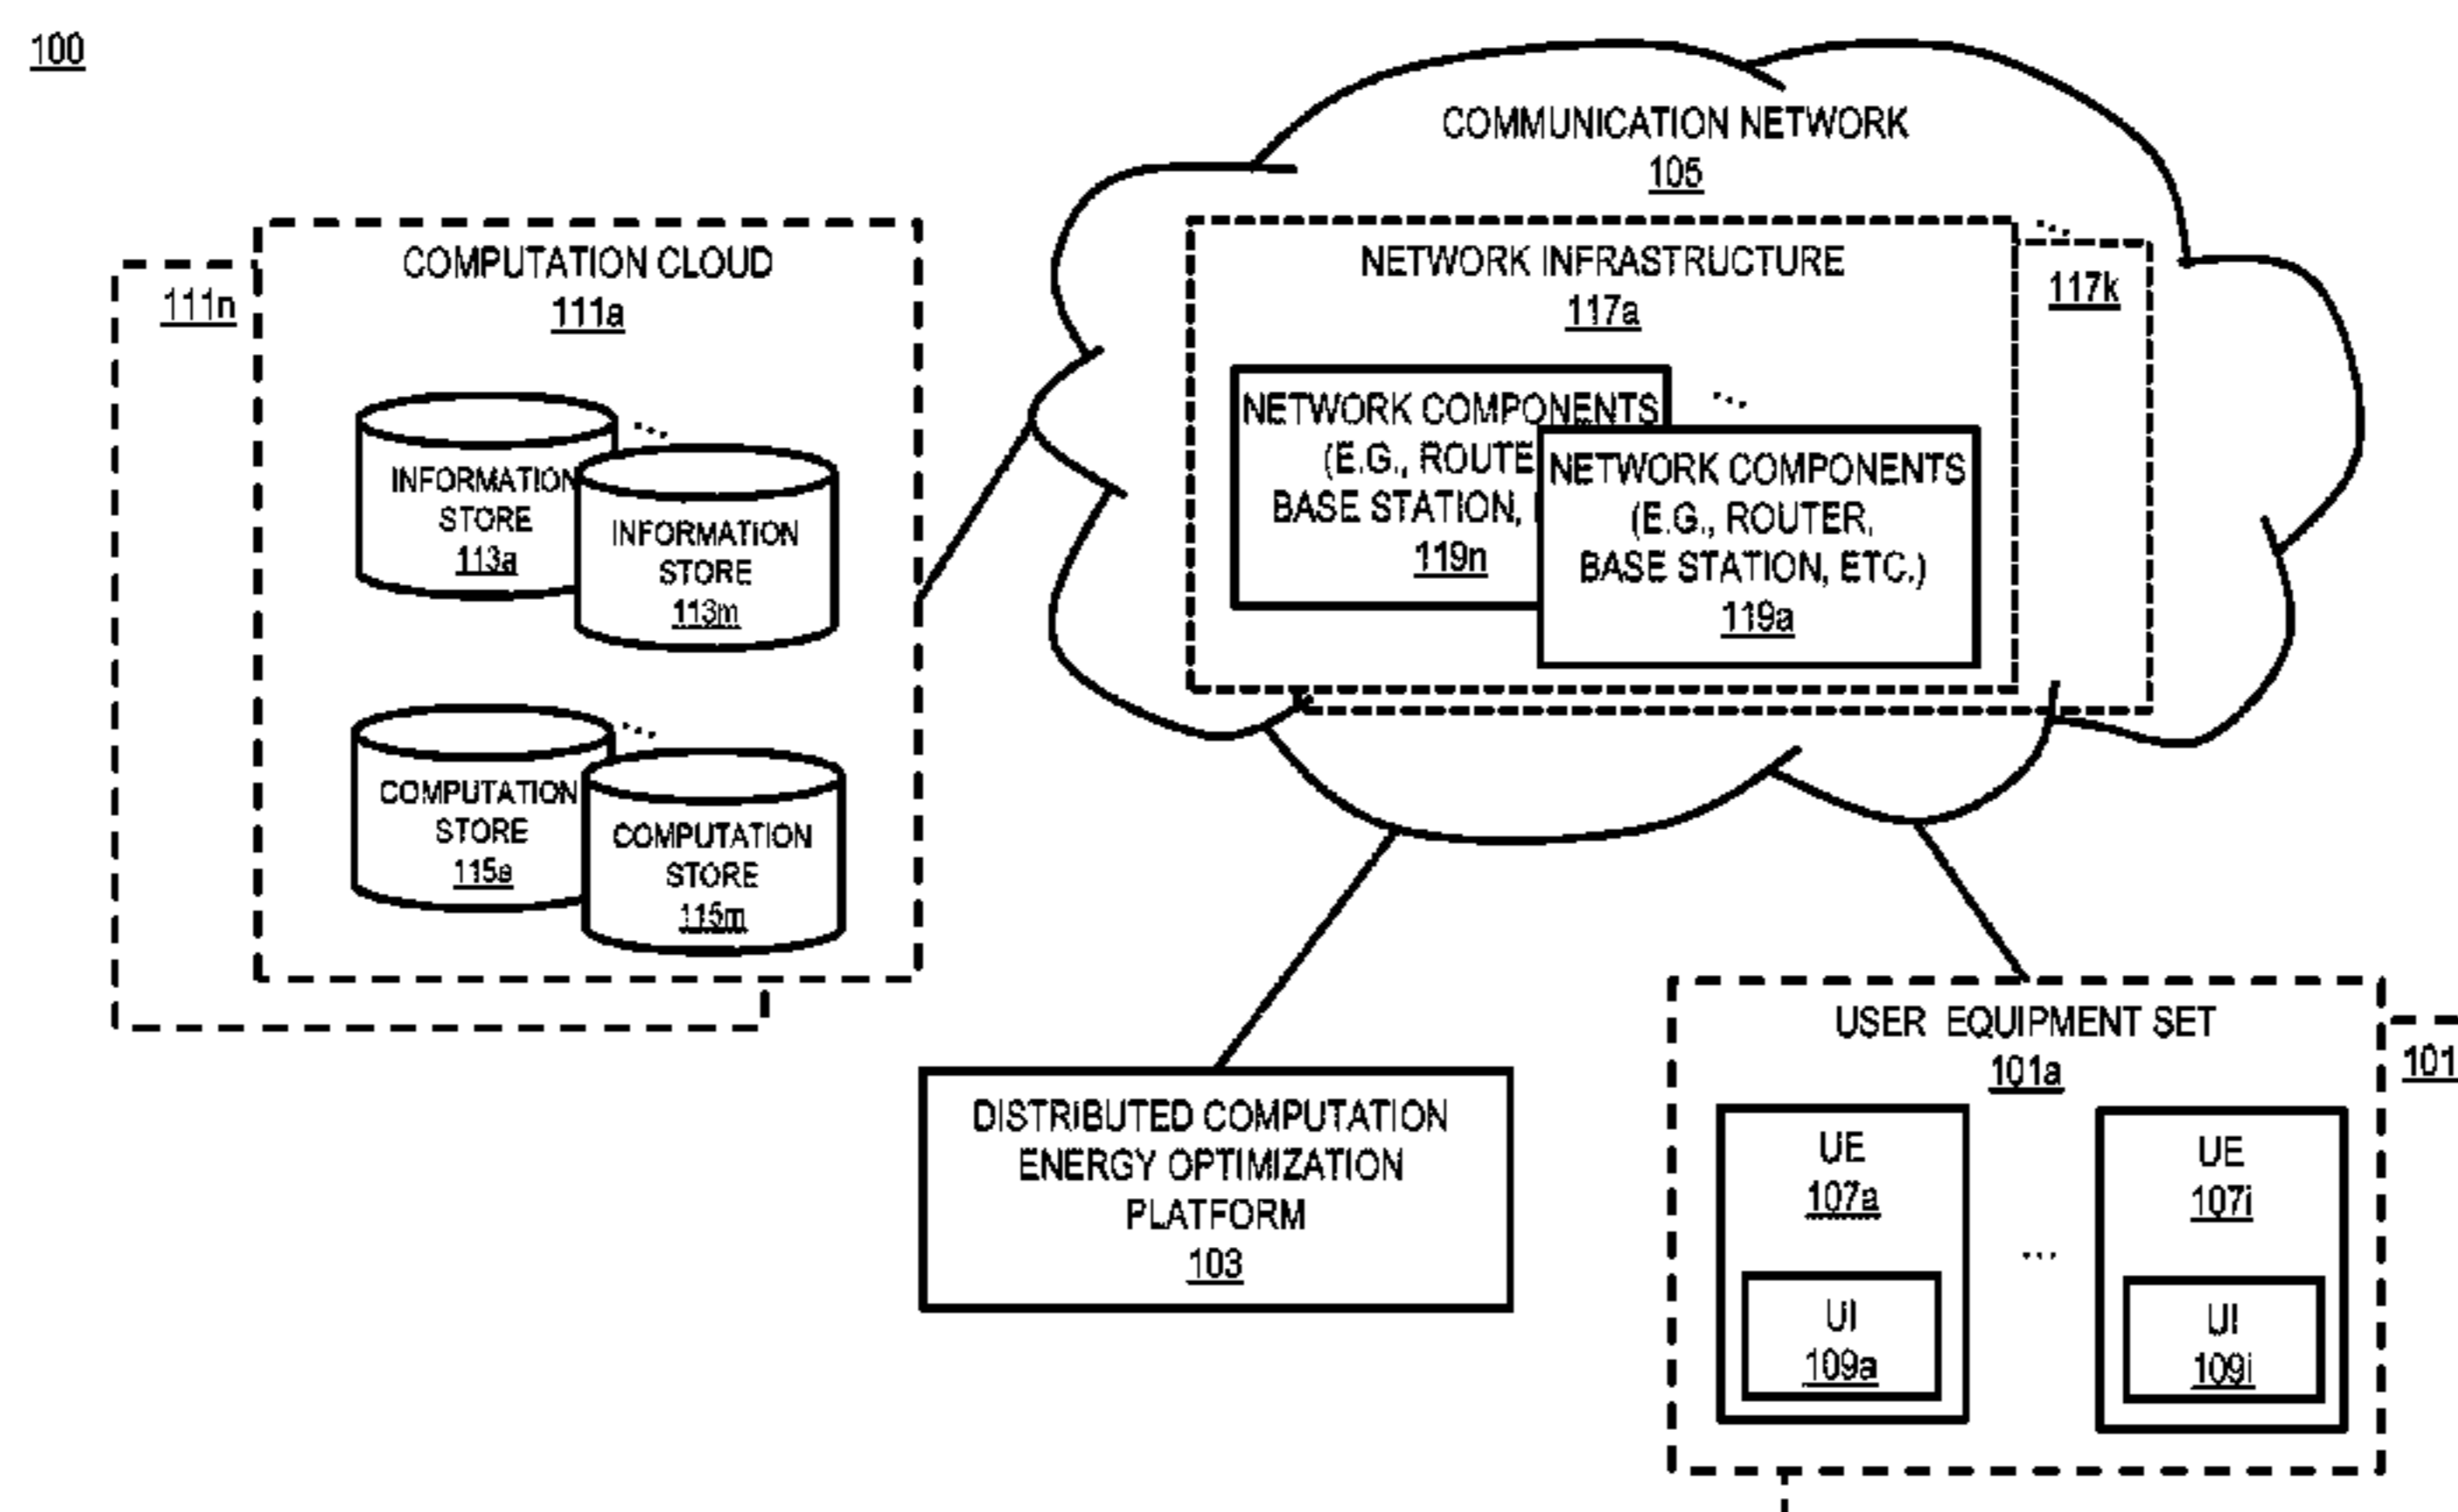 100
COMMUNICATION NETWORK
105
COMPUTATION CLOUD
111a
111n
INFORMATION
STORE
113a
INFORMATION
STORE
113m
COMPUTATION
STORE
115a
COMPUTATION
STORE
115m
NETWORK INFRASTRUCTURE
117a
117k
NETWORK COMPONENTS
(E.G., ROUTE
BASE STATION,
119n
NETWORK COMPONENTS
(E.G., ROUTER,
BASE STATION, ETC.)
119a
DISTRIBUTED COMPUTATION
ENERGY OPTIMIZATION
PLATFORM
103
USER EQUIPMENT SET
101a
101
UE
107a
UI
109a
...
UE
107i
UI
109i